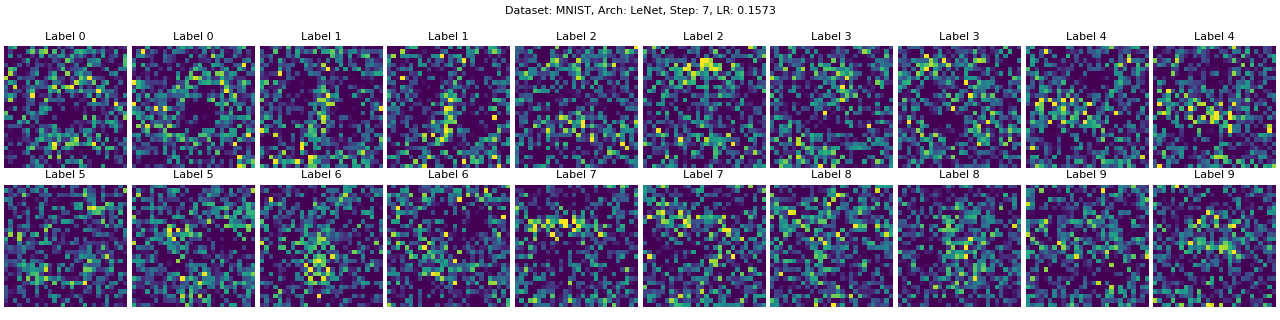 Dataset: MNIST, Arch: LeNet, Step: 7, LR: 0.1573
Label 0 Label 0 Label 1 Label 1 Label 2 Label 2 Label 3 Label 3 Label 4 Label 4
Label 5 Label 5 Label 6 Label 6 Label 7 Label 7 Label 8 Label 8 Label 9 Label 9